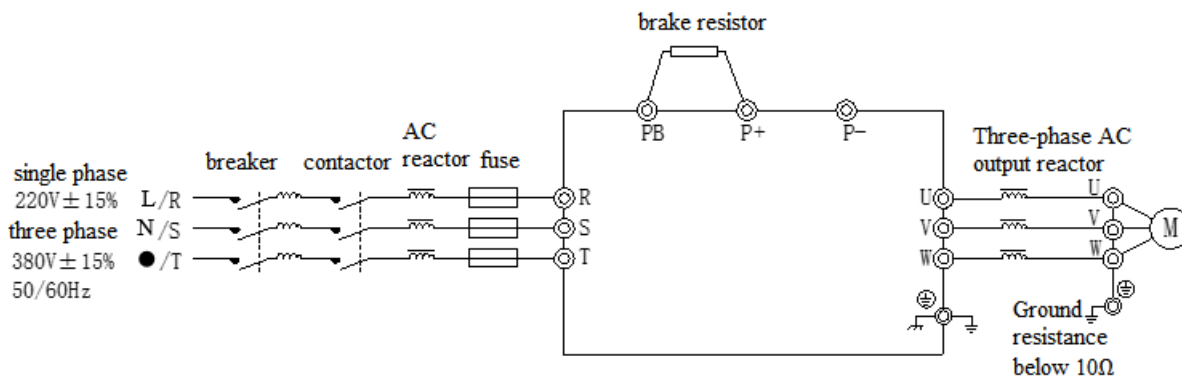 brake resistor
PB
P+
P-
AC
reactor
breaker
contactor
fuse
Three-phase AC
output reactor
single phase
220V±15%
L/R
R
U
U
three phase
N/S
S
V
V
M
380V±15%
●/T
T
W
W
50/60Hz
Ground
resistance
below 10Ω